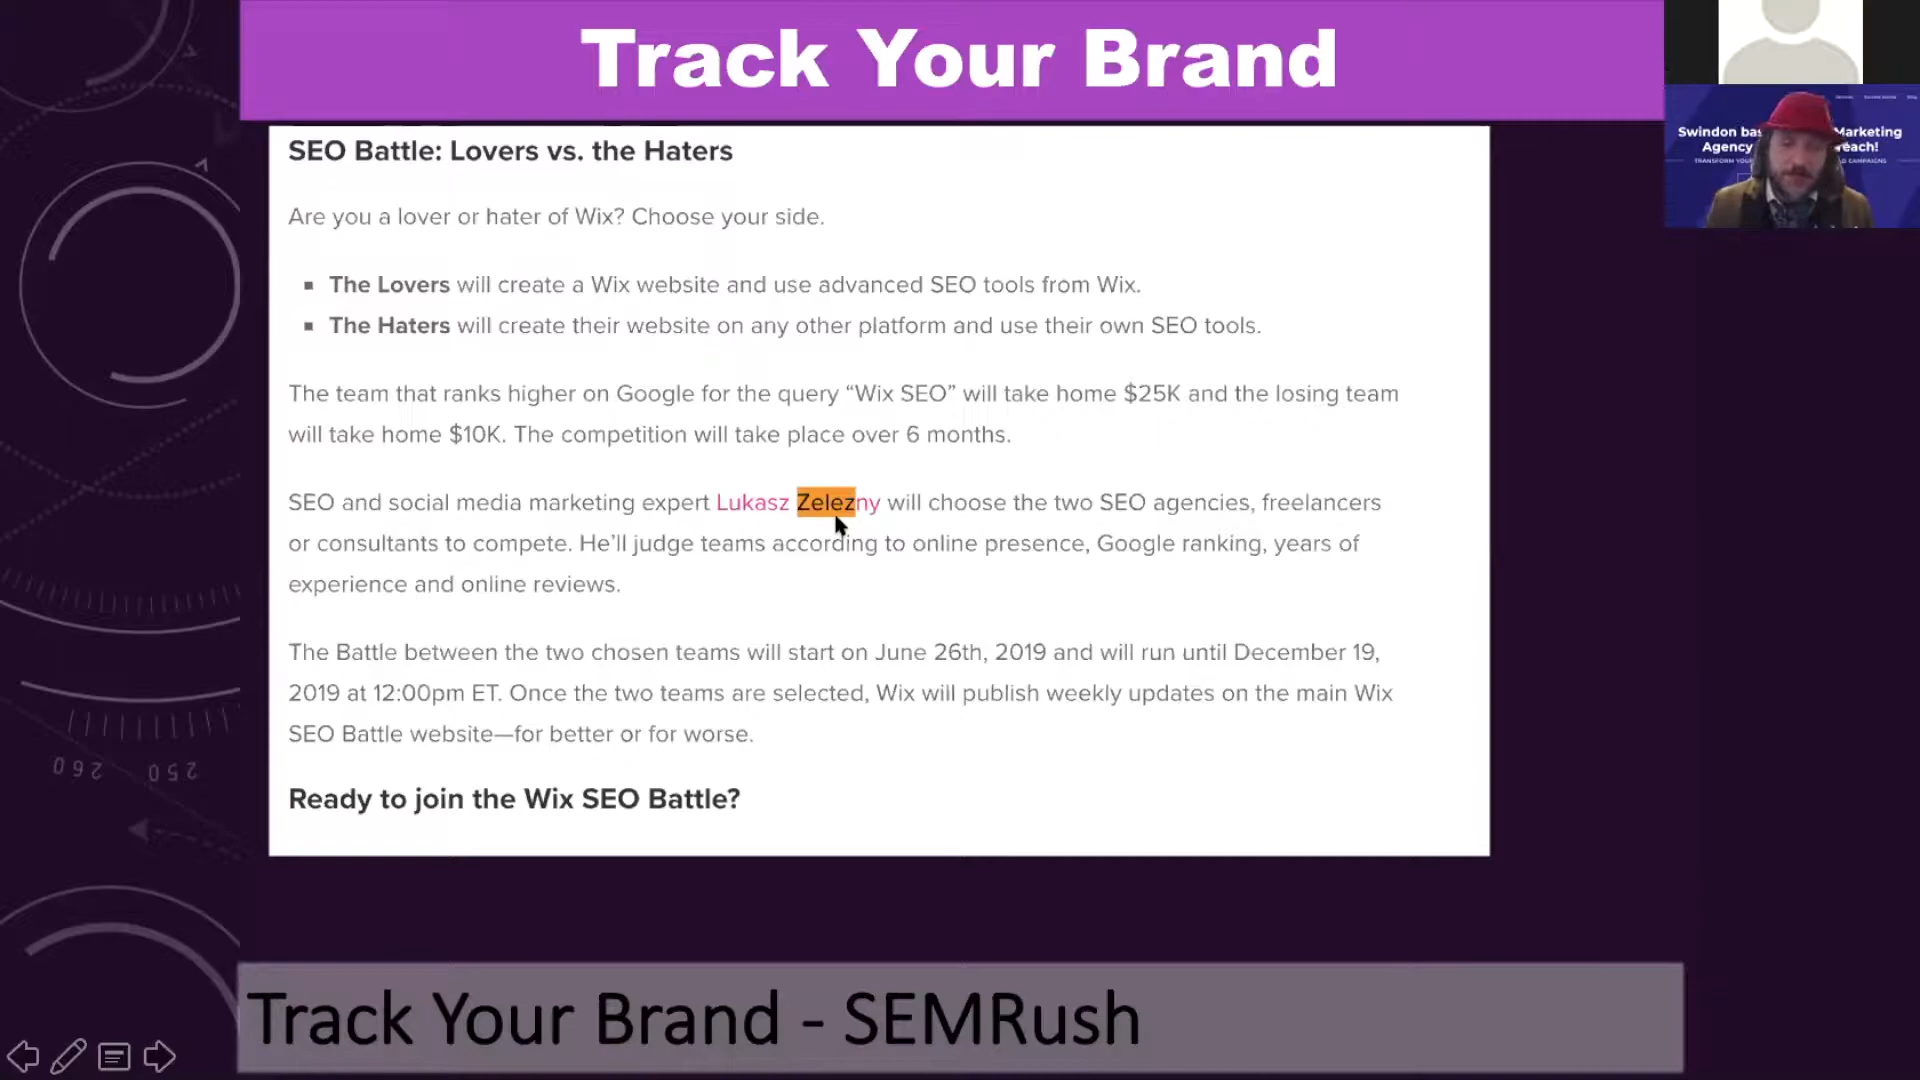 Track Your Brand
SEO Battle: Lovers vs. the Haters
Are you a lover or hater of Wix? Choose your side.
The Lovers will create a Wix website and use advanced SEO tools from Wix.
The Haters will create their website on any other platform and use their own SEO tools.
The team that ranks higher on Google for the query “Wix SEO” will take home $25K and the losing team
will take home $10K. The competition will take place over 6 months.
SEO and social media marketing expert Lukasz Zelezny will choose the two SEO agencies, freelancers
or consultants to compete. He’ll judge teams according to online presence, Google ranking, years of
experience and online reviews.
The Battle between the two chosen teams will start on June 26th, 2019 and will run until December 19,
2019 at 12:00pm ET. Once the two teams are selected, Wix will publish weekly updates on the main Wix
SEO Battle website—for better or for worse.
Ready to join the Wix SEO Battle?
Track Your Brand - SEMRush
Swindon Marketing
Agency
TRANSFORM CAMPAIGNS
260 250